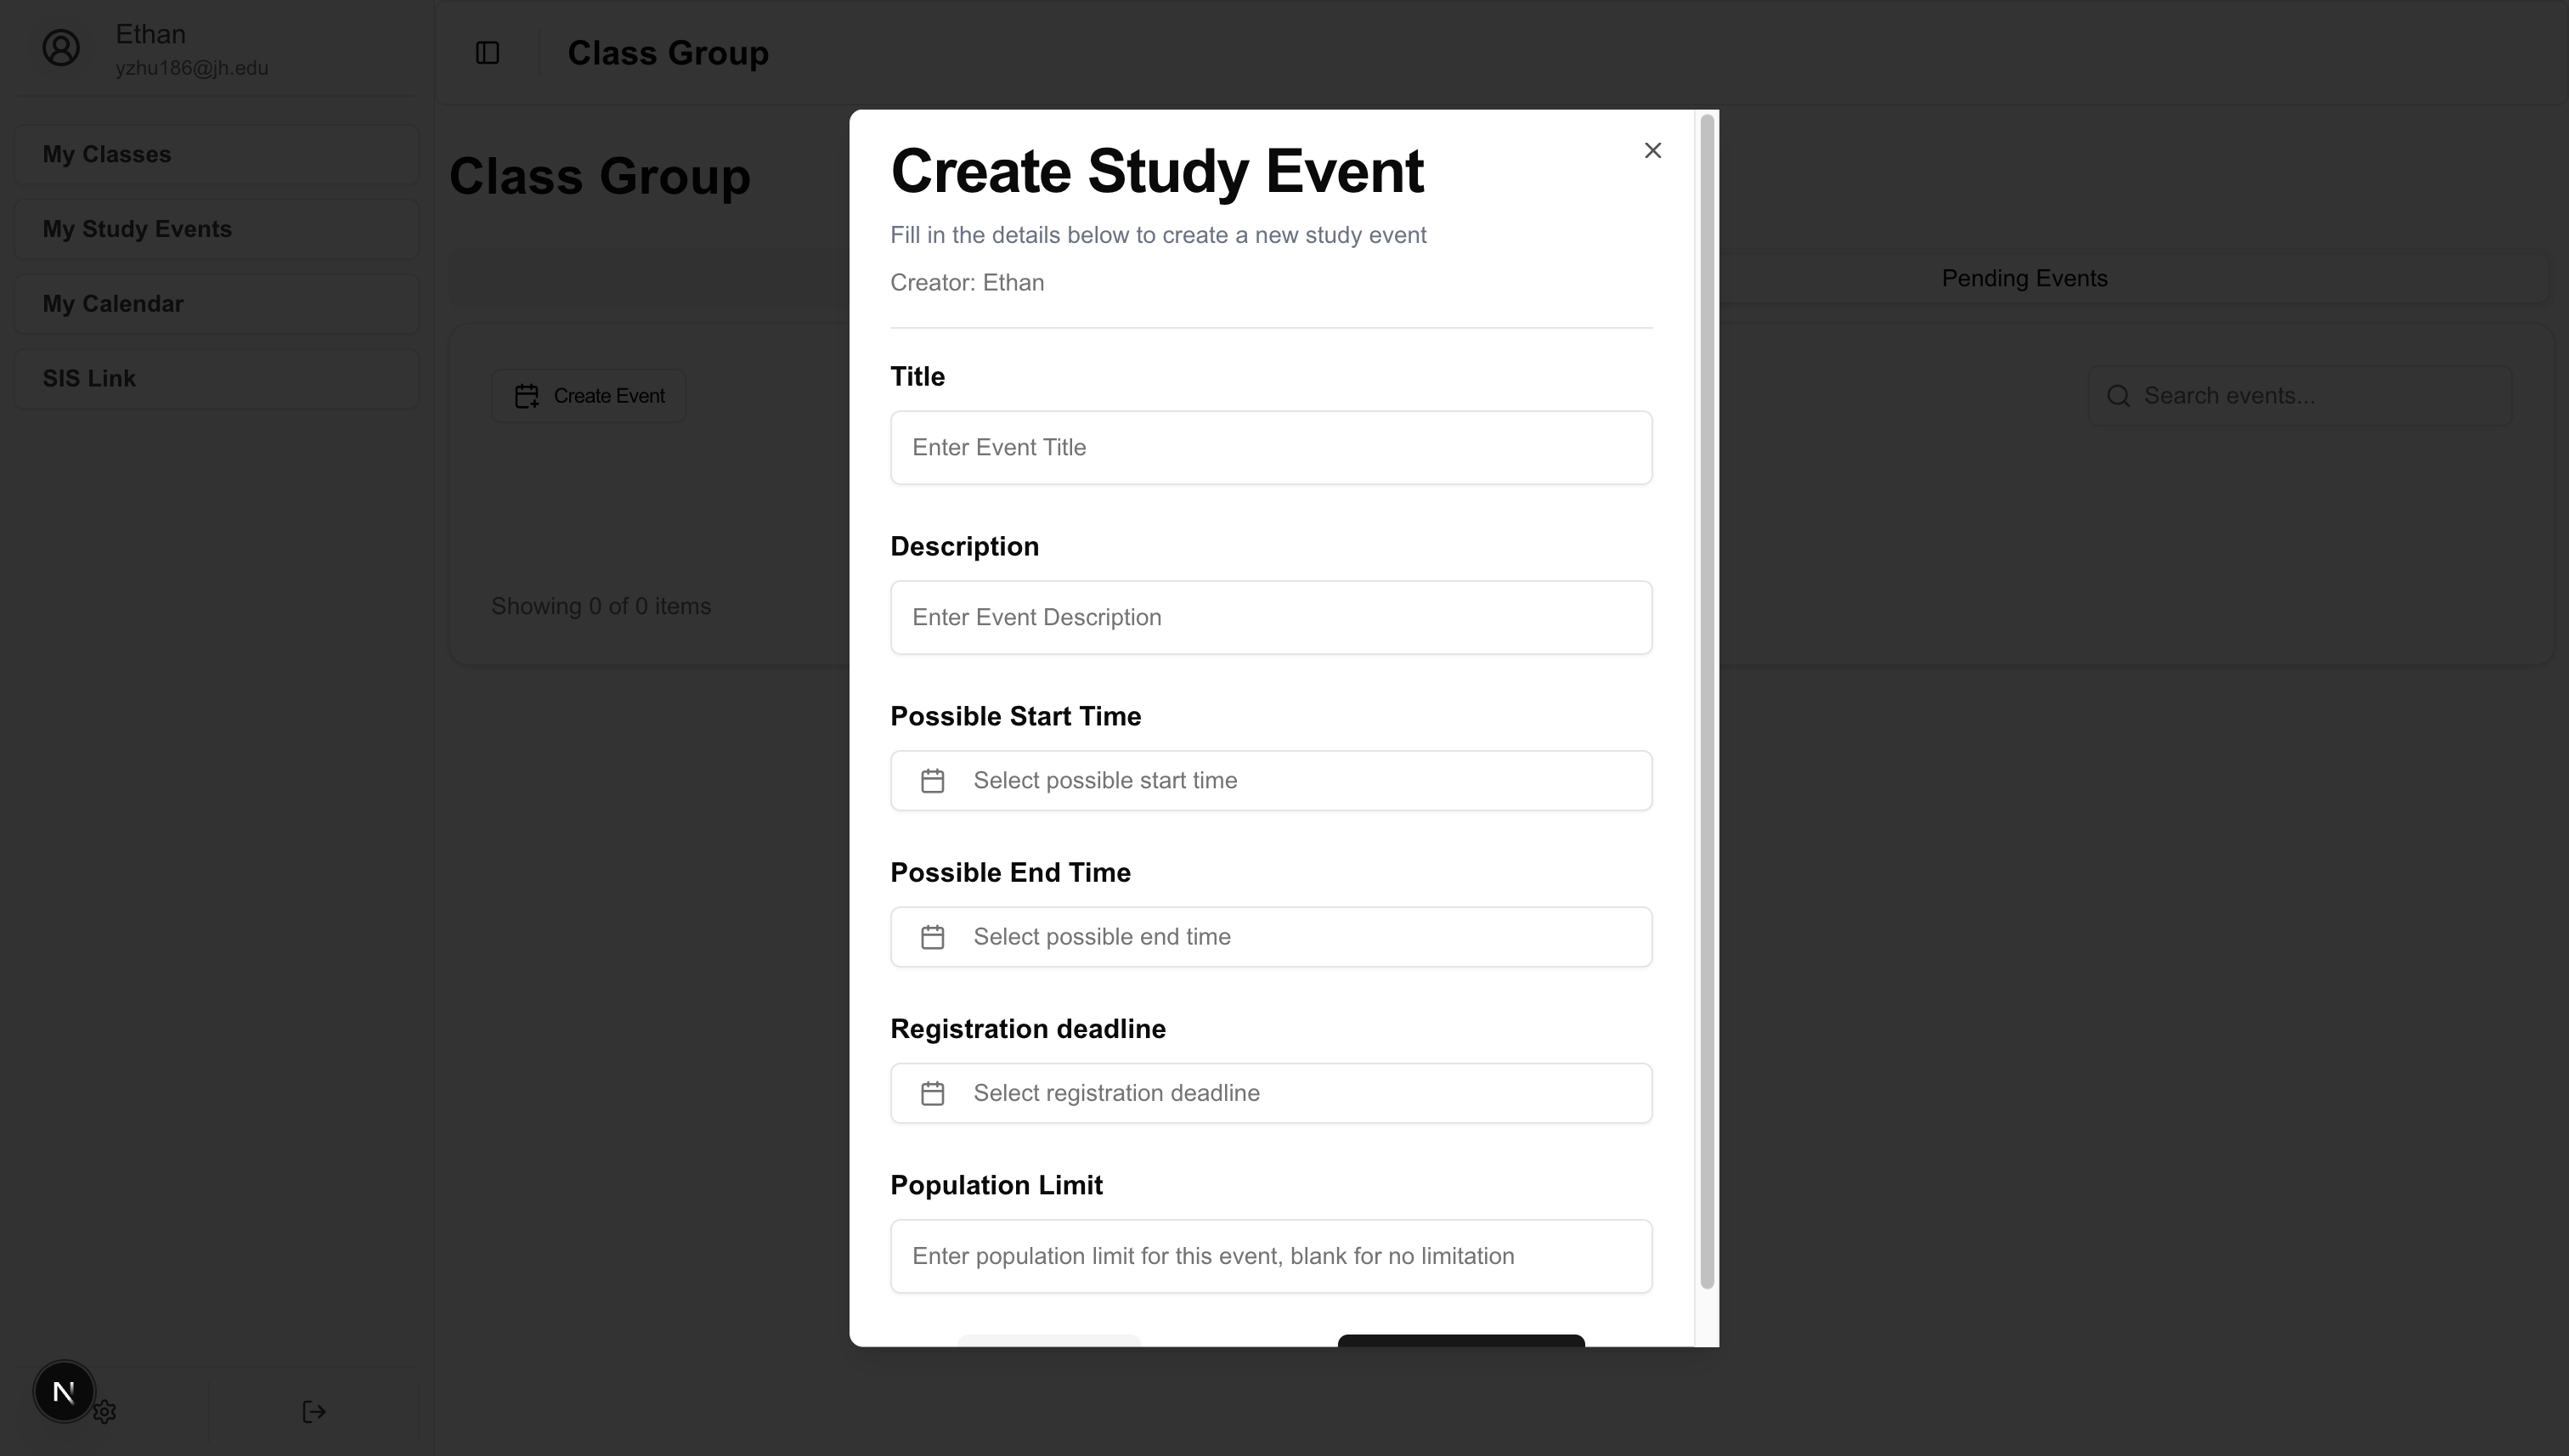 Ethan
yzhu186@jh.edu
My Classes
My Study Events
My Calendar
SIS Link
Class Group
Class Group
Pending Events
Create Event
Search events...
Showing 0 of 0 items
Create Study Event
Fill in the details below to create a new study event
Creator: Ethan
Title
Enter Event Title
Description
Enter Event Description
Possible Start Time
Select possible start time
Possible End Time
Select possible end time
Registration deadline
Select registration deadline
Population Limit
Enter population limit for this event, blank for no limitation
N